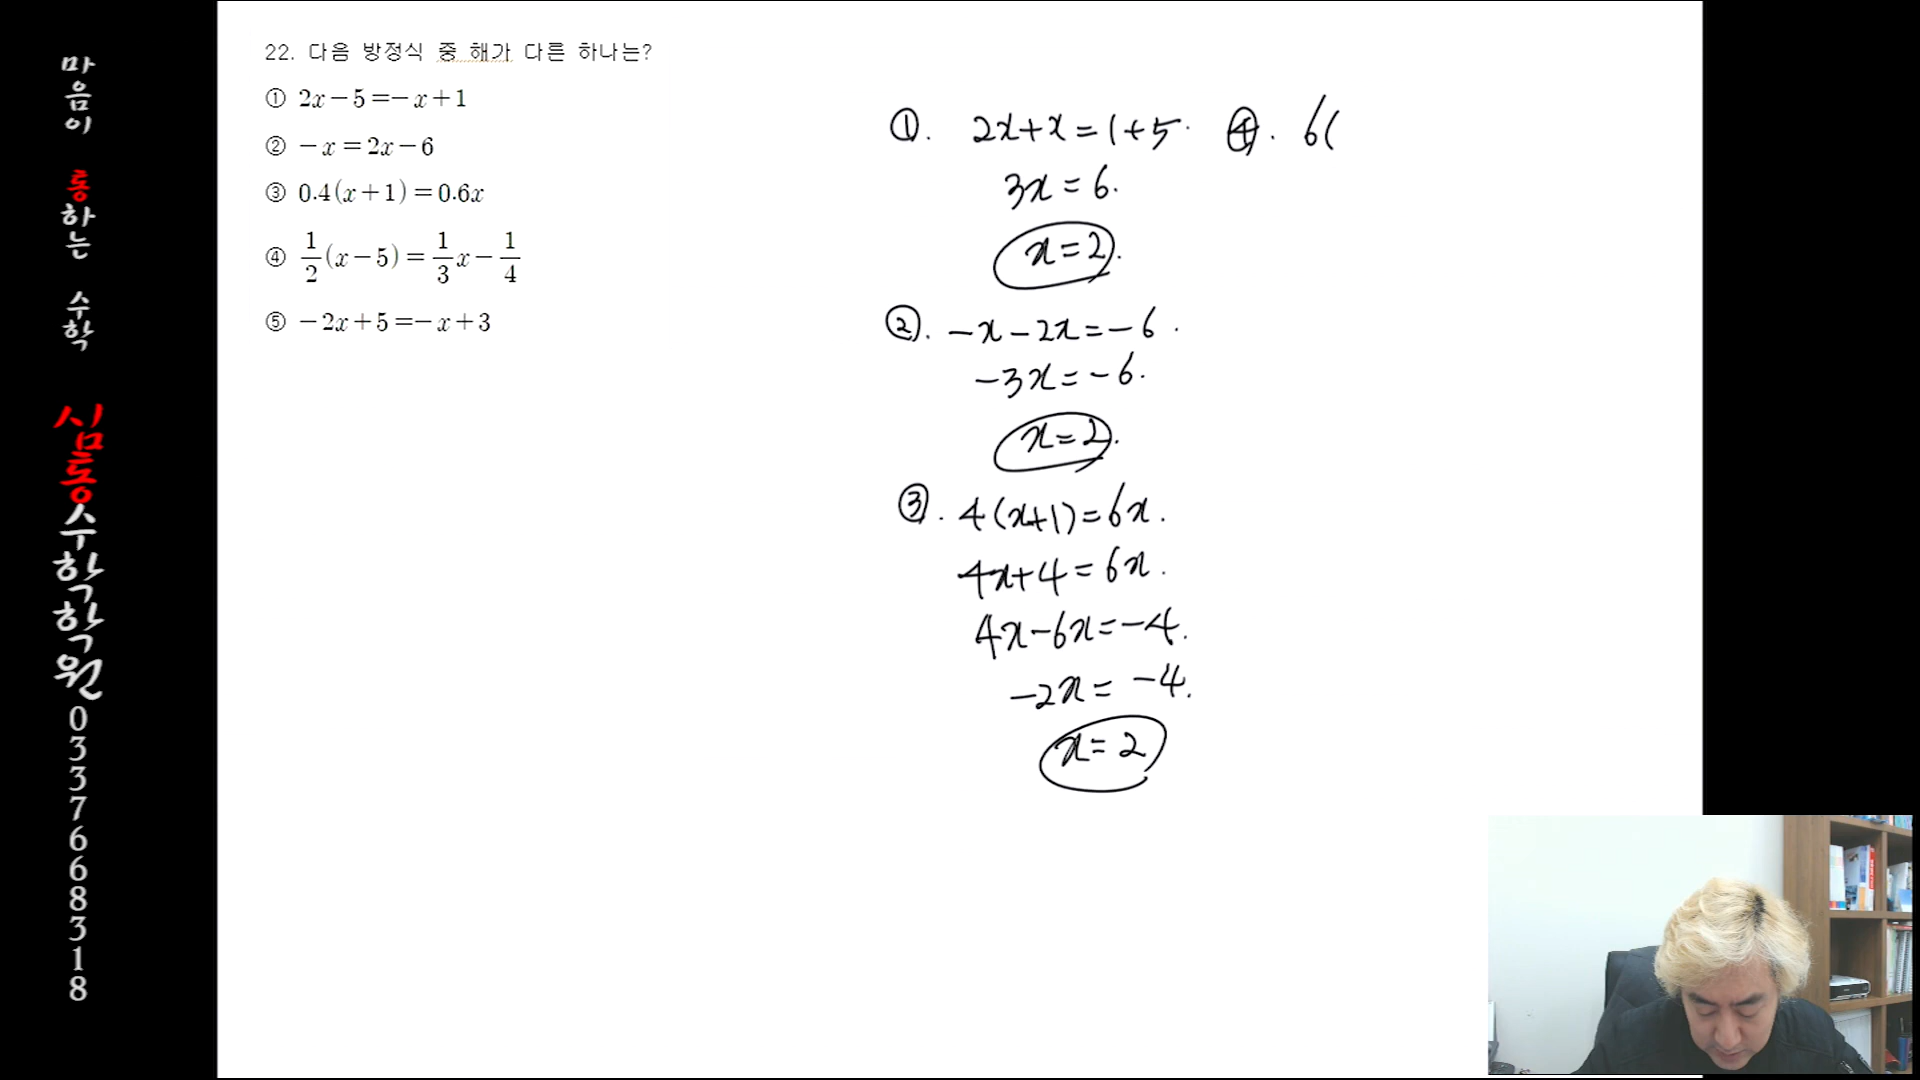 마음이 통하는 수학 심통수학학원 0337668318
22. 다음 방정식 중 해가 다른 하나는?
① 2x-5=-x+1
② -x=2x-6
③ 0.4(x+1)=0.6x
④ 1/2(x-5)=1/3x-1/4
⑤ -2x+5=-x+3
①. 2x+x=1+5.
3x=6.
x=2.
②. -x-2x=-6.
-3x=-6.
x=2.
③. 4(x+1)=6x.
4x+4=6x.
4x-6x=-4.
-2x=-4.
x=2
④. 6(